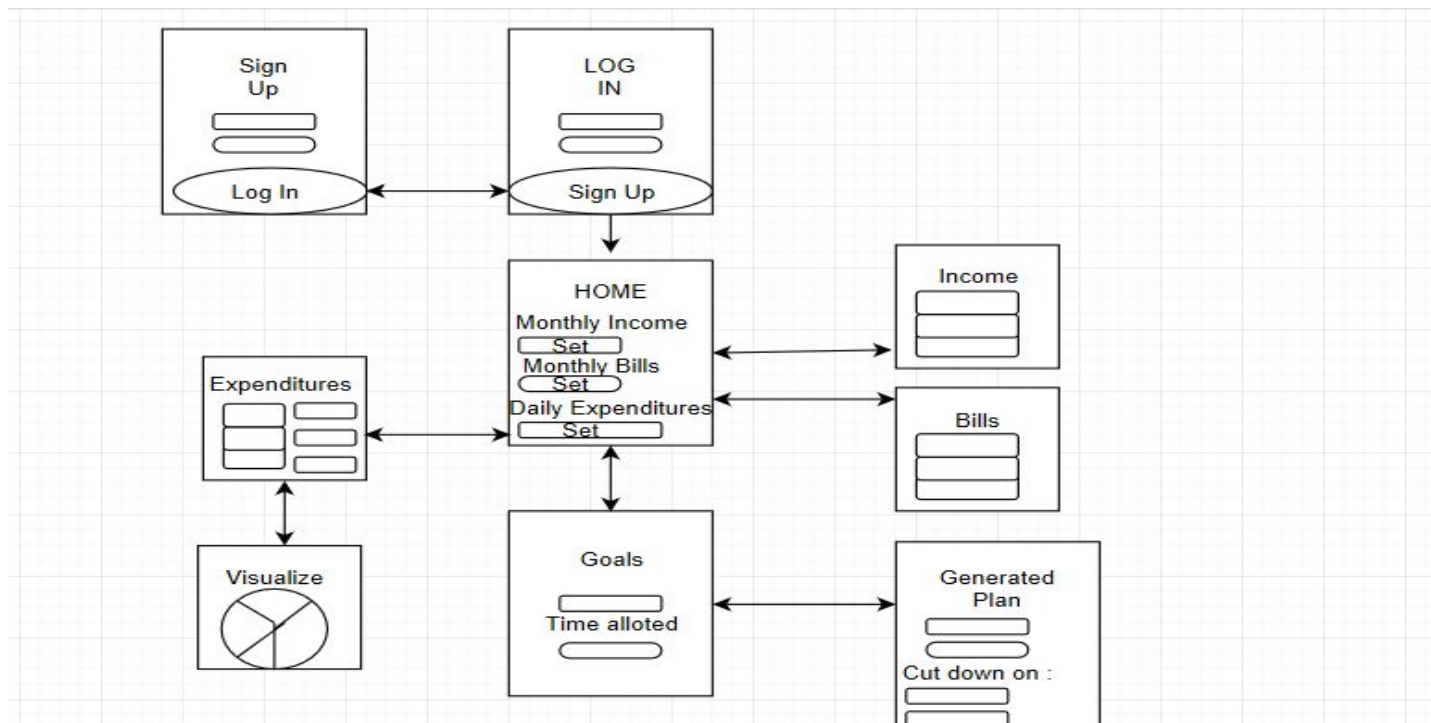 Sign
Up
Log In
LOG
IN
Sign Up
HOME
Monthly Income
Set
Monthly Bills
Set
Daily Expenditures
Set
Income
Bills
Expenditures
Visualize
Goals
Time alloted
Generated
Plan
Cut down on :